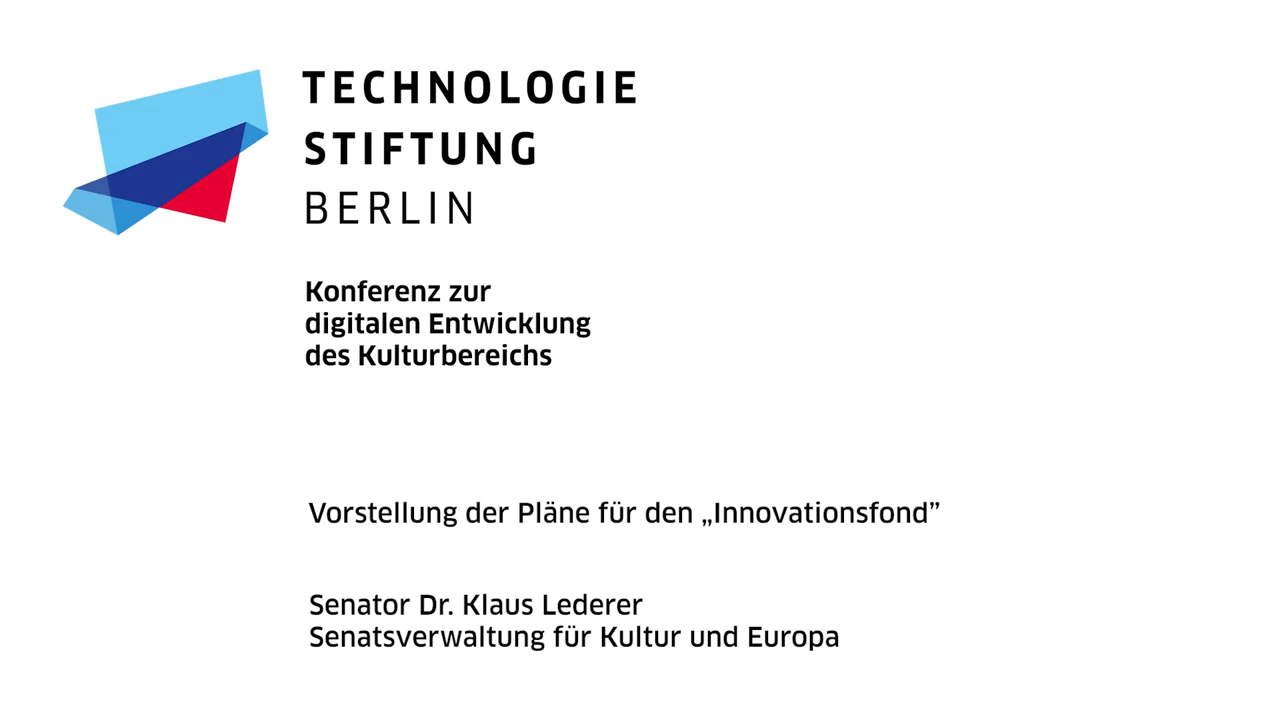 TECHNOLOGIE
STIFTUNG
BERLIN
Konferenz zur
digitalen Entwicklung
des Kulturbereichs
Vorstellung der Pläne für den „Innovationsfond”
Senator Dr. Klaus Lederer
Senatsverwaltung für Kultur und Europa